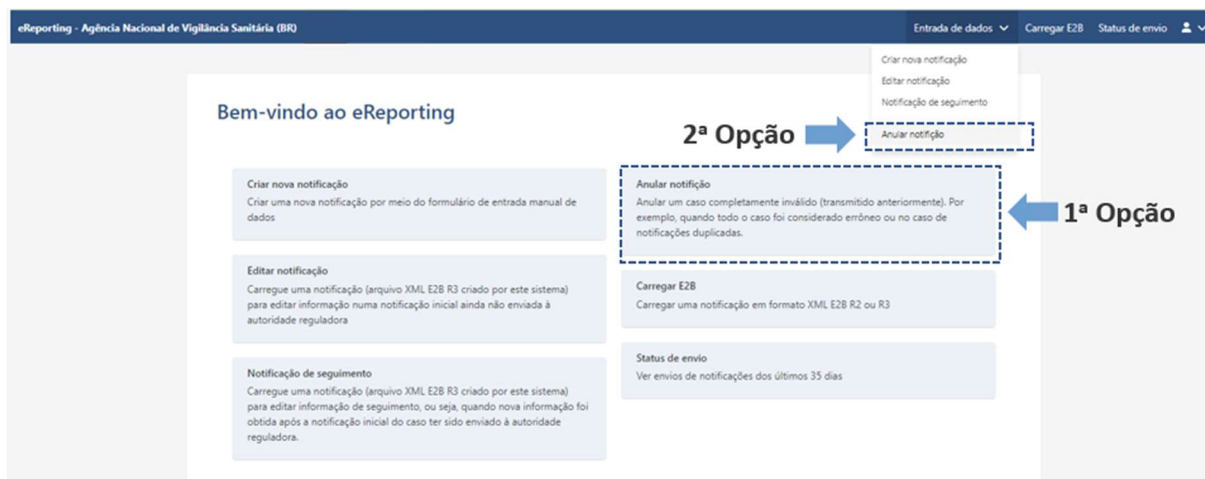 eReporting - Agência Nacional de Vigilância Sanitária (BR)
Entrada de dados
Carregar E2B
Status de envio
Criar nova notificação
Editar notificação
Notificação de seguimento
Anular notifição
2ª Opção
Bem-vindo ao eReporting
Criar nova notificação
Criar uma nova notificação por meio do formulário de entrada manual de
dados
Editar notificação
Carregue uma notificação (arquivo XML E2B R3 criado por este sistema)
para editar informação numa notificação inicial ainda não enviada à
autoridade reguladora
Notificação de seguimento
Carregue uma notificação (arquivo XML E2B R3 criado por este sistema)
para editar informação de seguimento, ou seja, quando nova informação foi
obtida após a notificação inicial do caso ter sido enviado à autoridade
reguladora.
Anular notifição
Anular um caso completamente inválido (transmitido anteriormente). Por
exemplo, quando todo o caso foi considerado errôneo ou no caso de
notificações duplicadas.
1ª Opção
Carregar E2B
Carregar uma notificação em formato XML E2B R2 ou R3
Status de envio
Ver envios de notificações dos últimos 35 dias